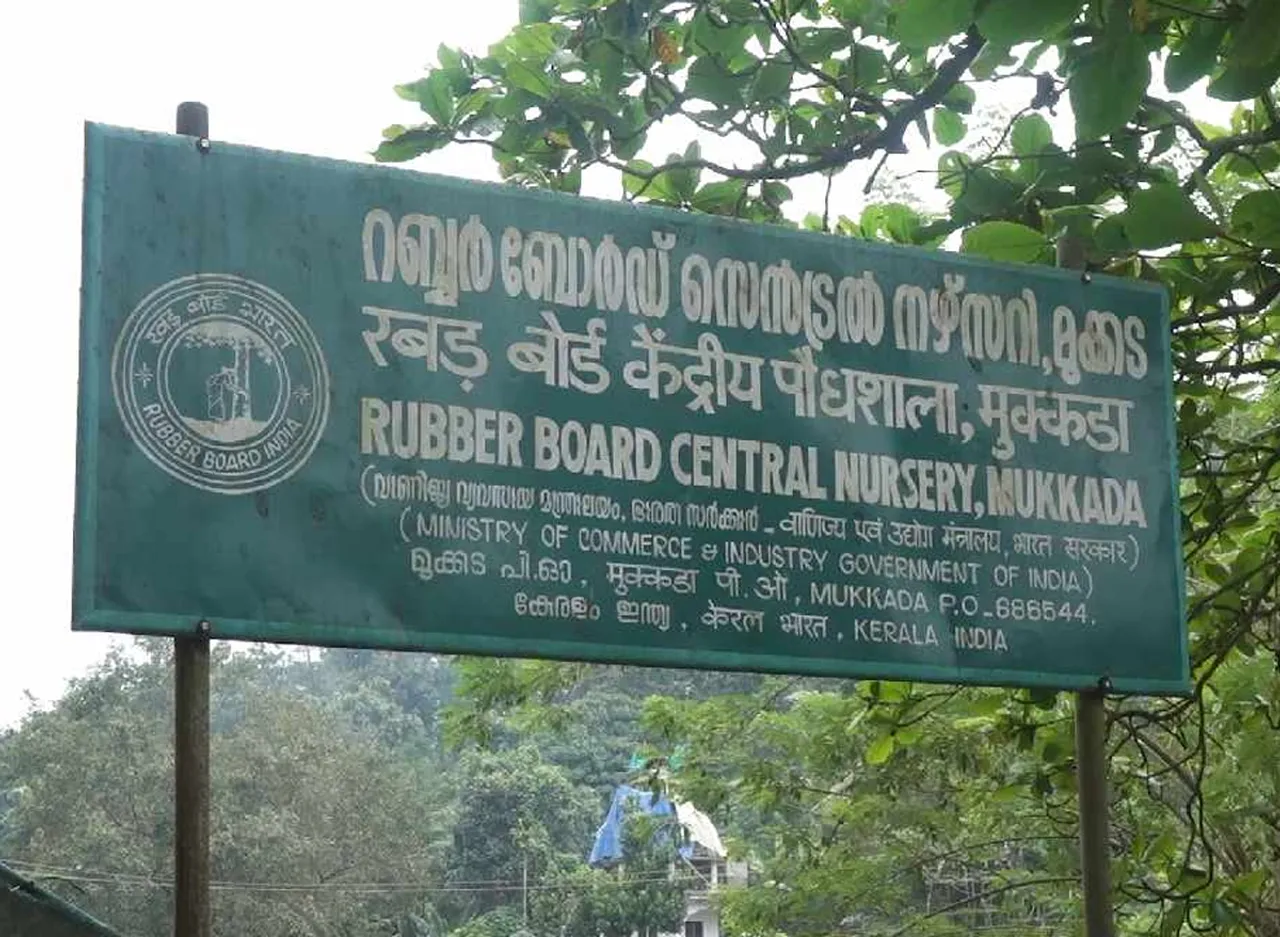 रबड़ बोर्ड भारत
RUBBER BOARD INDIA
റബ്ബർ ബോർഡ് സെൻട്രൽ നഴ്സറി, മുക്കട
रबड़ बोर्ड केंद्रीय पौधशाला, मुक्कडा
RUBBER BOARD CENTRAL NURSERY, MUKKADA
(വാണിജ്യ വ്യവസായ മന്ത്രാലയം, ഭാരത സർക്കാർ - वाणिज्य एवं उद्योग मंत्रालय, भारत सरकार)
(MINISTRY OF COMMERCE & INDUSTRY GOVERNMENT OF INDIA)
മുക്കട പി.ഓ, मुक्कडा पी.ओ, MUKKADA P.O-686544.
കേരളം ഇന്ത്യ, केरल भारत, KERALA INDIA